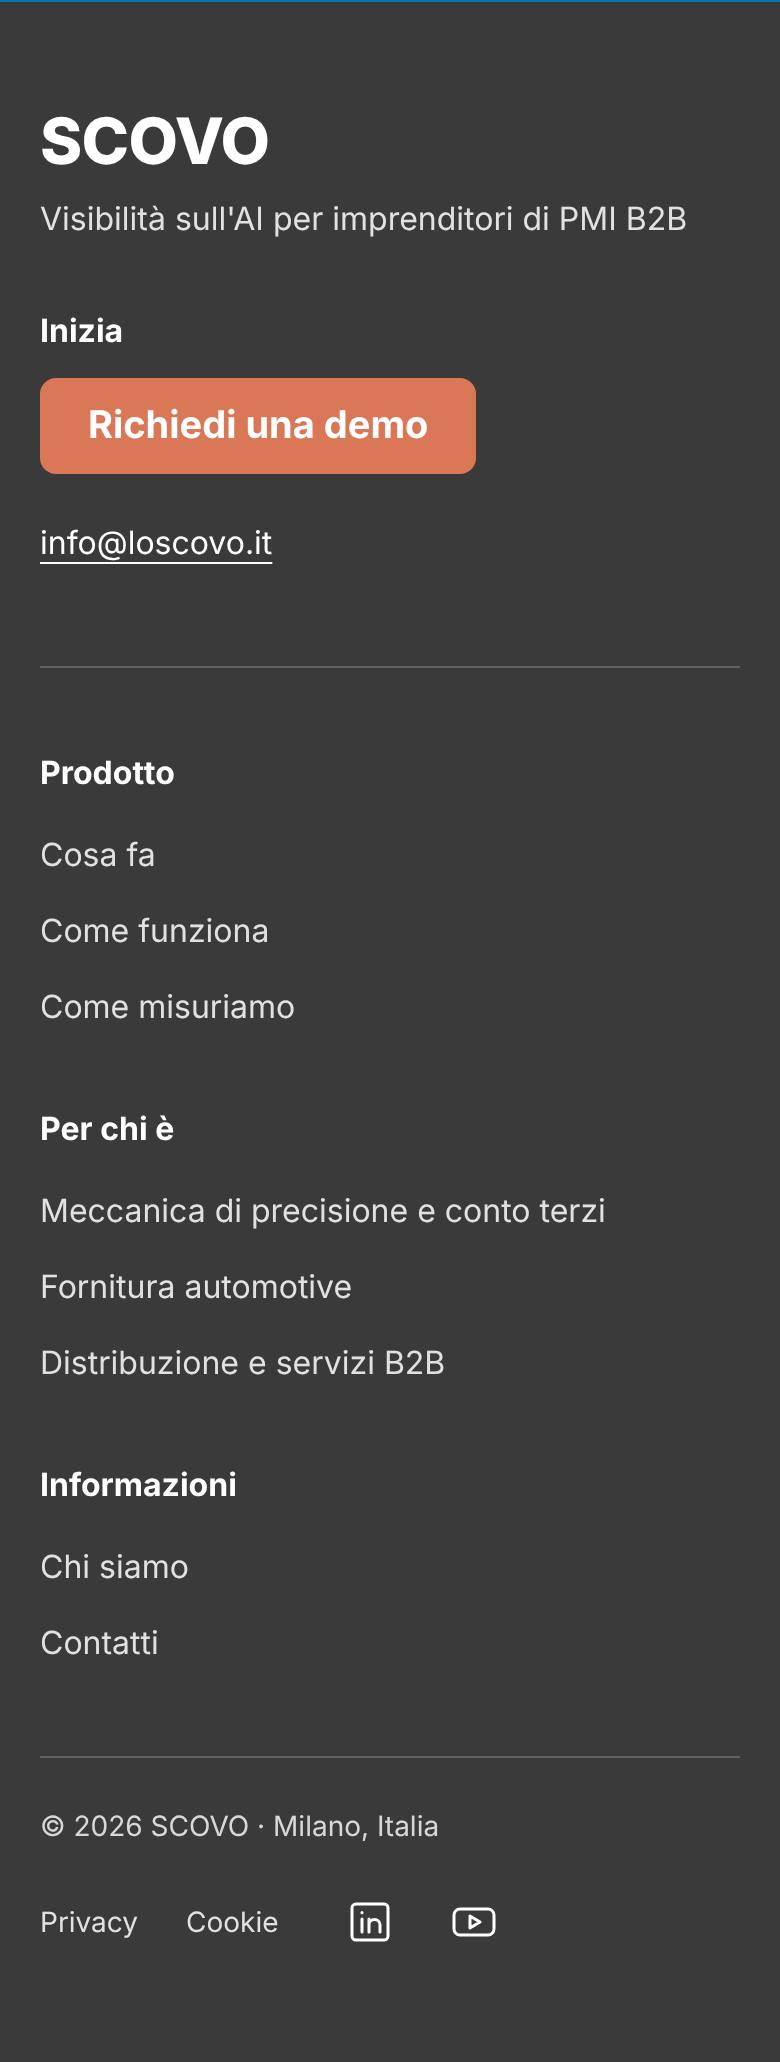 SCOVO
Visibilità sull'AI per imprenditori di PMI B2B
Inizia
Richiedi una demo
info@loscovo.it
Prodotto
Cosa fa
Come funziona
Come misuriamo
Per chi è
Meccanica di precisione e conto terzi
Fornitura automotive
Distribuzione e servizi B2B
Informazioni
Chi siamo
Contatti
© 2026 SCOVO · Milano, Italia
Privacy Cookie in